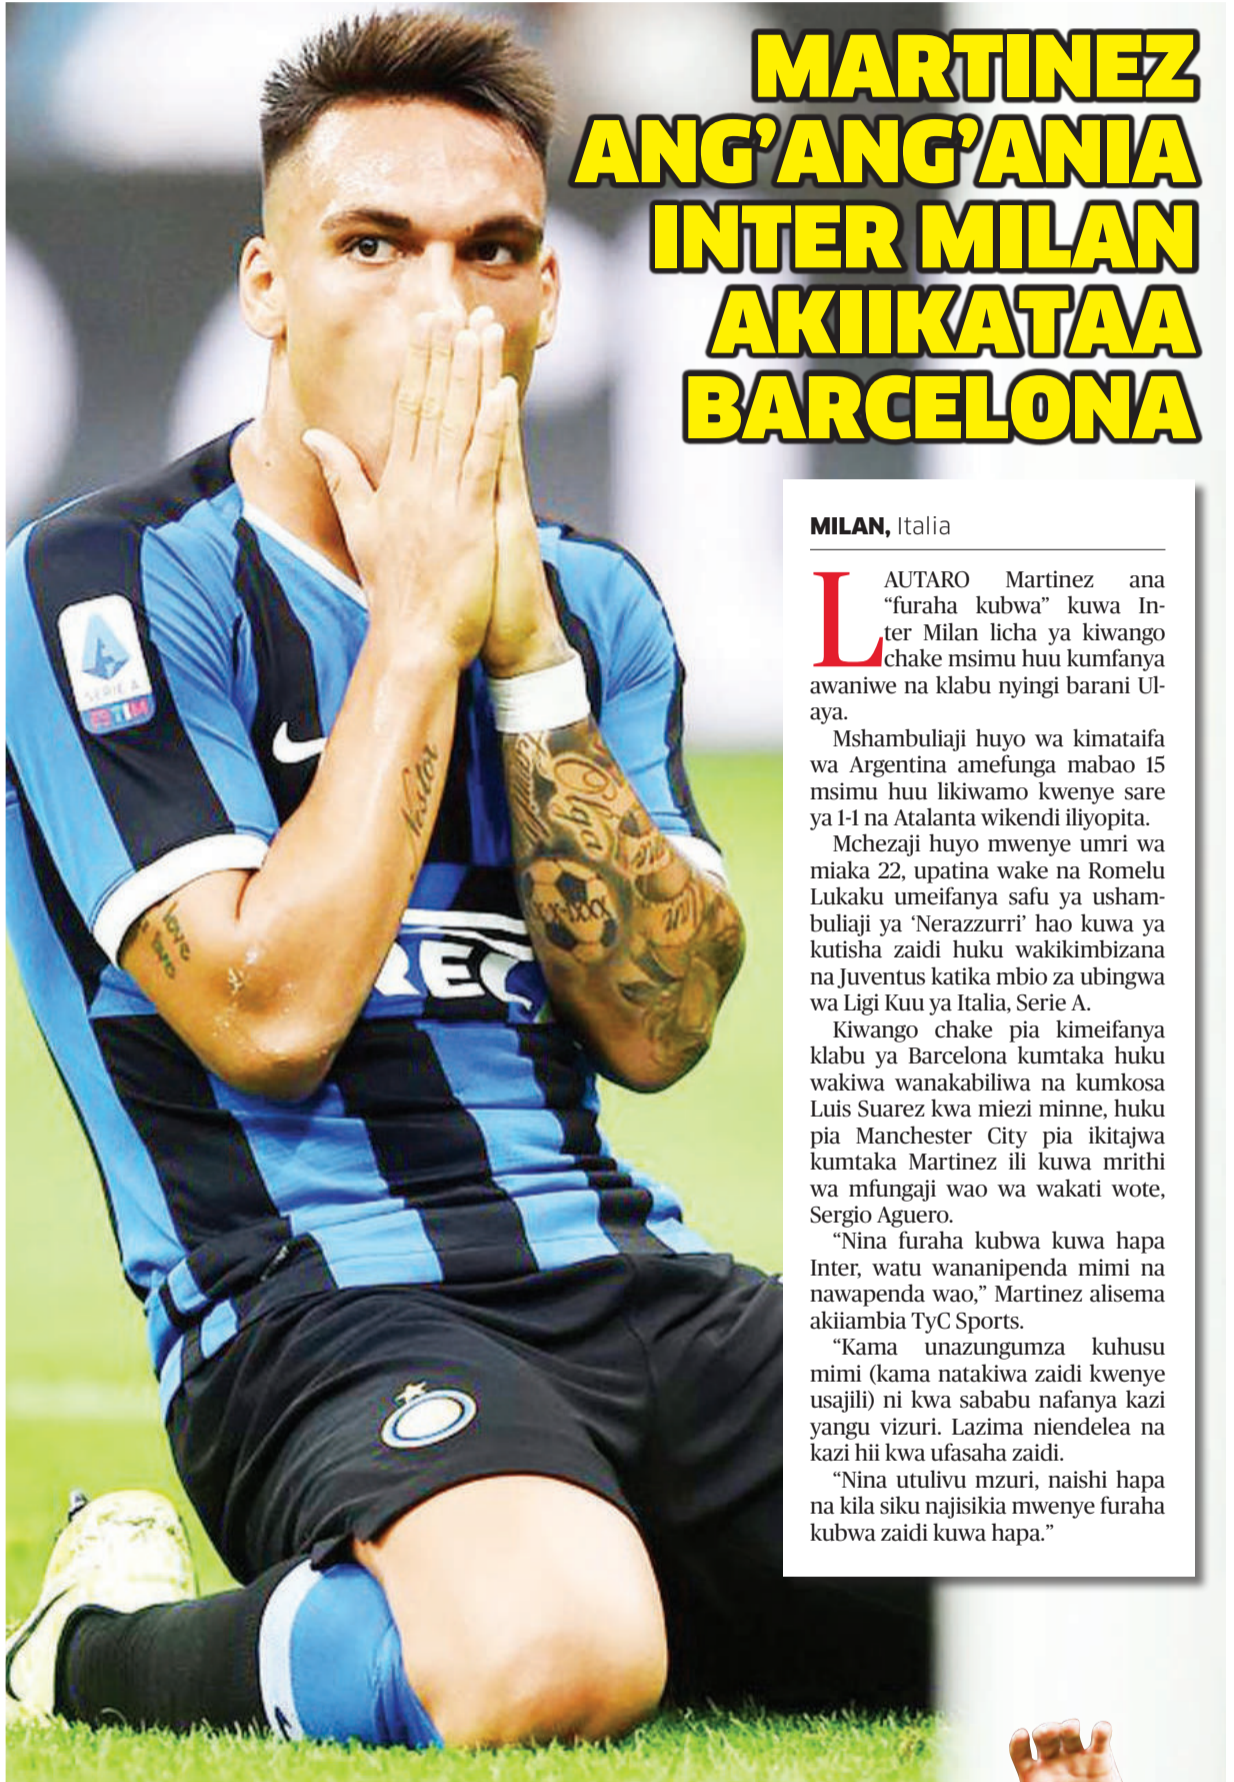 MARTINEZ
ANG’ANG’ANIA
INTER MILAN
AKIIKATAA
BARCELONA
MILAN, Italia
LAUTARO Martinez ana
“furaha kubwa” kuwa In-
ter Milan licha ya kiwango
chake msimu huu kumfanya
awaniwe na klabu nyingi barani Ul-
aya.
Mshambuliaji huyo wa kimataifa
wa Argentina amefunga mabao 15
msimu huu likiwamo kwenye sare
ya 1-1 na Atalanta wikendi iliyopita.
Mchezaji huyo mwenye umri wa
miaka 22, upatina wake na Romelu
Lukaku umeifanya safu ya usham-
buliaji ya ‘Nerazzurri’ hao kuwa ya
kutisha zaidi huku wakikimbizana
na Juventus katika mbio za ubingwa
wa Ligi Kuu ya Italia, Serie A.
Kiwango chake pia kimeifanya
klabu ya Barcelona kumtaka huku
wakiwa wanakabiliwa na kumkosa
Luis Suarez kwa miezi minne, huku
pia Manchester City pia ikitajwa
kumtaka Martinez ili kuwa mrithi
wa mfungaji wao wa wakati wote,
Sergio Aguero.
“Nina furaha kubwa kuwa hapa
Inter, watu wananipenda mimi na
nawapenda wao,” Martinez alisema
akiiambia TyC Sports.
“Kama unazungumza kuhusu
mimi (kama natakiwa zaidi kwenye
usajili) ni kwa sababu nafanya kazi
yangu vizuri. Lazima niendelea na
kazi hii kwa ufasaha zaidi.
“Nina utulivu mzuri, naishi hapa
na kila siku najisikia mwenye furaha
kubwa zaidi kuwa hapa.”
SERIE A
TIM
love